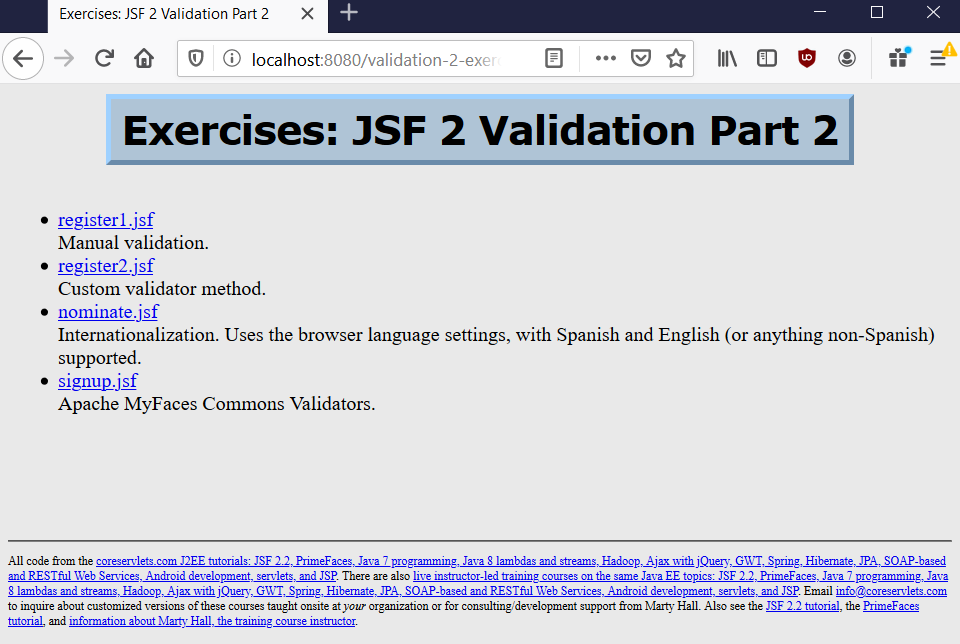 Exercises: JSF 2 Validation Part 2
localhost:8080/validation-2-exer
Exercises: JSF 2 Validation Part 2
register1.jsf
Manual validation.
register2.jsf
Custom validator method.
nominate.jsf
Internationalization. Uses the browser language settings, with Spanish and English (or anything non-Spanish)
supported.
signup.jsf
Apache MyFaces Commons Validators.
All code from the coreservlets.com J2EE tutorials: JSF 2.2, PrimeFaces, Java 7 programming, Java 8 lambdas and streams, Hadoop, Ajax with jQuery, GWT, Spring, Hibernate, JPA, SOAP-based
and RESTful Web Services, Android development, servlets, and JSP. There are also live instructor-led training courses on the same Java EE topics: JSF 2.2, PrimeFaces, Java 7 programming, Java
8 lambdas and streams, Hadoop, Ajax with jQuery, GWT, Spring, Hibernate, JPA, SOAP-based and RESTful Web Services, Android development, servlets, and JSP. Email info@coreservlets.com
to inquire about customized versions of these courses taught onsite at your organization or for consulting/development support from Marty Hall. Also see the JSF 2.2 tutorial, the PrimeFaces
tutorial, and information about Marty Hall, the training course instructor.